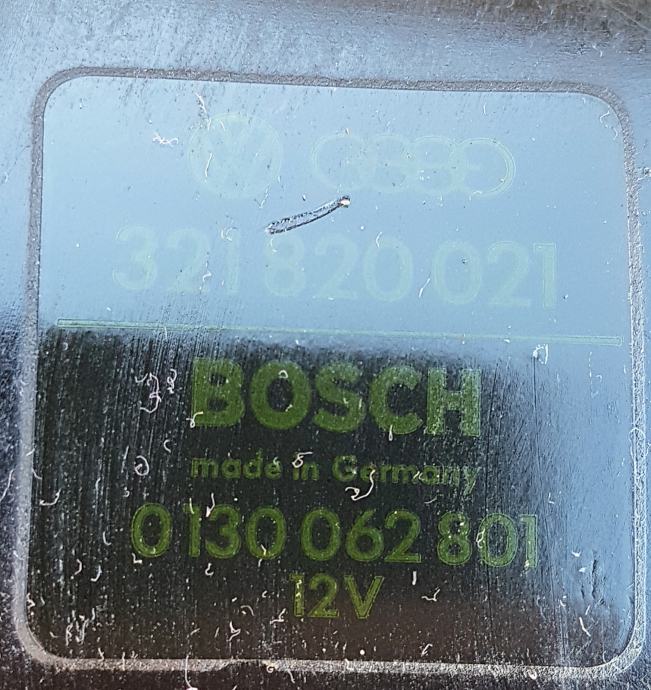 321 820 021
BOSCH
made in Germany
0 130 062 801
12V